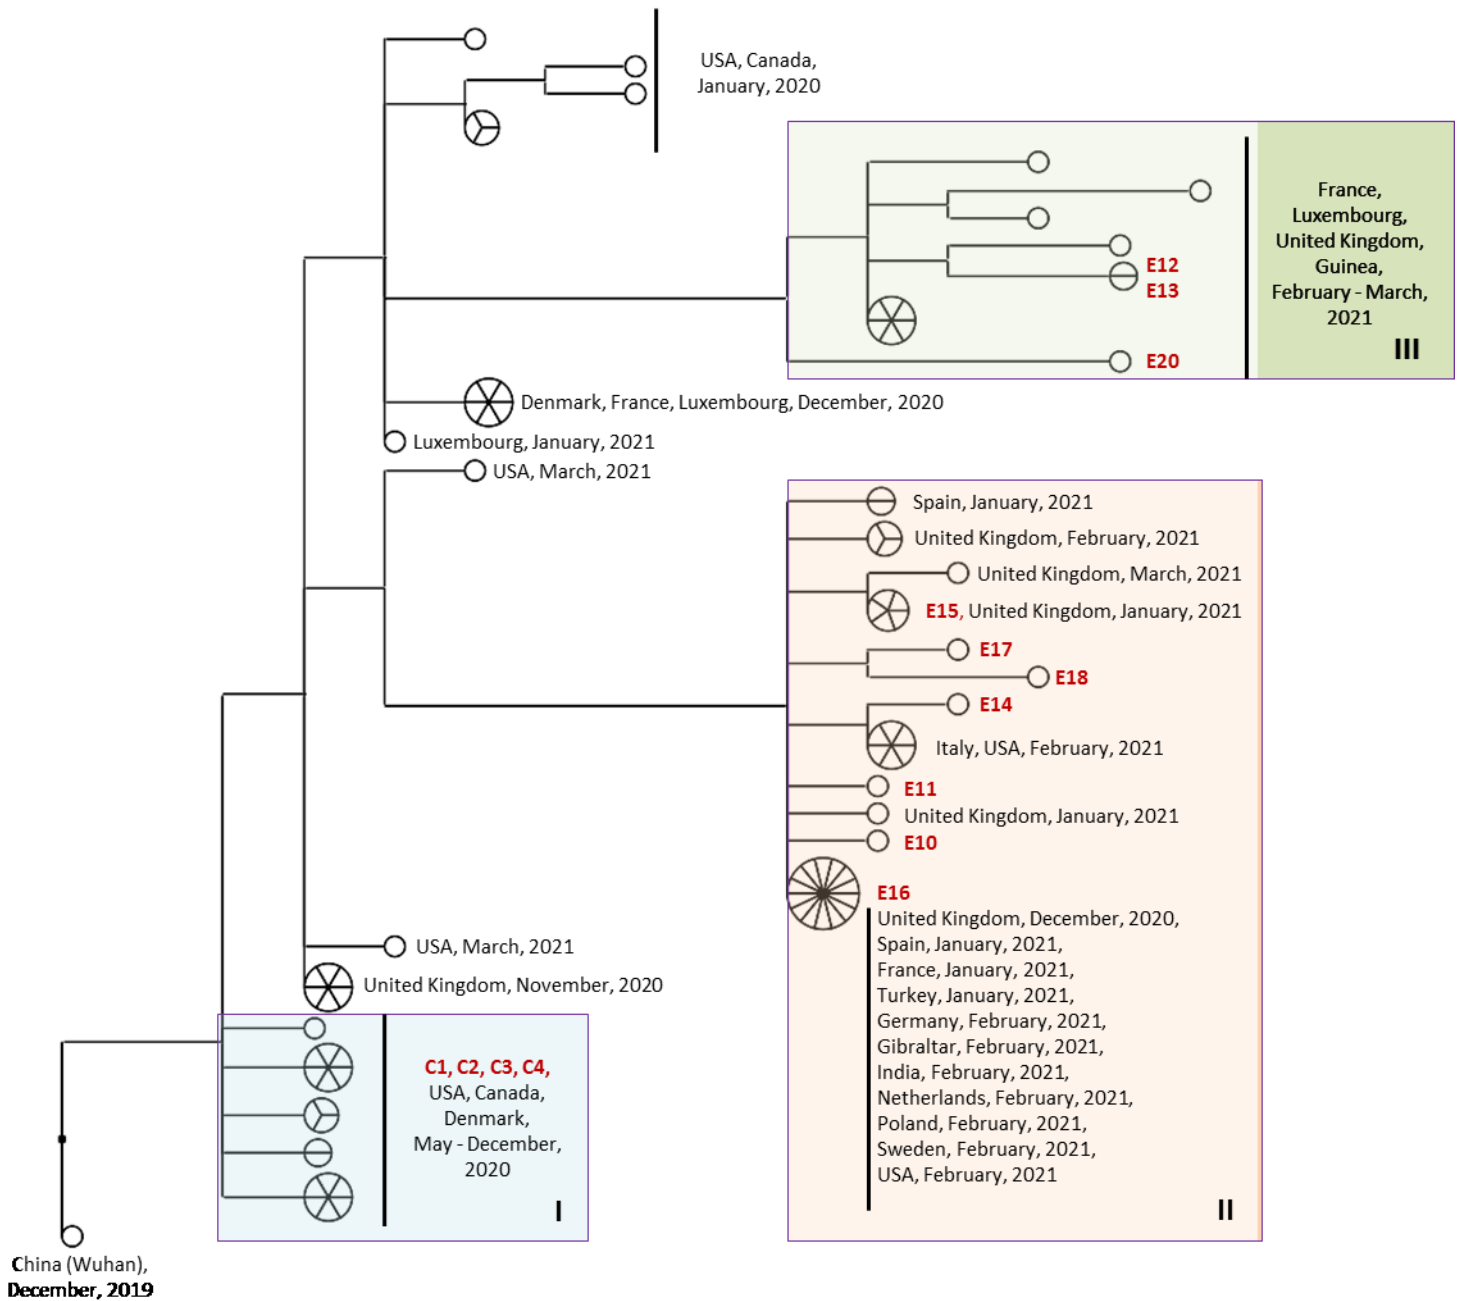 USA, Canada,
January, 2020
France,
Luxembourg,
United Kingdom,
Guinea,
February - March,
2021
III
E12
E13
E20
Denmark, France, Luxembourg, December, 2020
Luxembourg, January, 2021
USA, March, 2021
Spain, January, 2021
United Kingdom, February, 2021
United Kingdom, March, 2021
E15, United Kingdom, January, 2021
E17
E18
E14
Italy, USA, February, 2021
E11
United Kingdom, January, 2021
E10
E16
United Kingdom, December, 2020,
Spain, January, 2021,
France, January, 2021,
Turkey, January, 2021,
Germany, February, 2021,
Gibraltar, February, 2021,
India, February, 2021,
Netherlands, February, 2021,
Poland, February, 2021,
Sweden, February, 2021,
USA, February, 2021
II
USA, March, 2021
United Kingdom, November, 2020
C1, C2, C3, C4,
USA, Canada,
Denmark,
May - December,
2020
I
China (Wuhan),
December, 2019